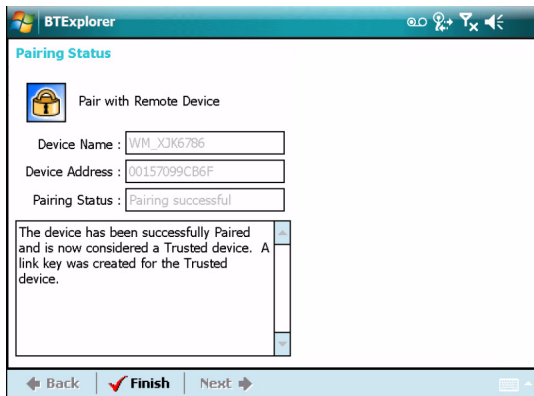 BTExplorer
Pairing Status
Pair with Remote Device
Device Name : WM_XJK6786
Device Address : 00157099CB6F
Pairing Status : Pairing successful
The device has been successfully Paired
and is now considered a Trusted device. A
link key was created for the Trusted
device.
Back Finish Next